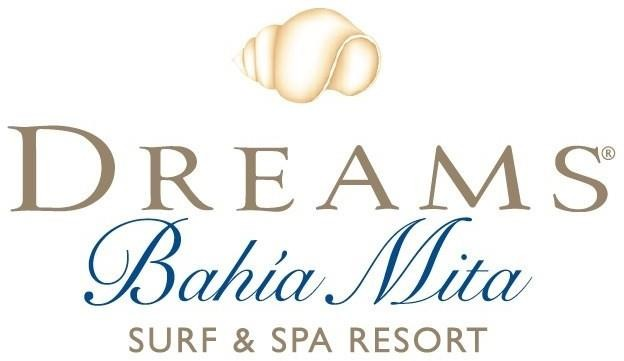 DREAMS®
Bahía Mita
SURF & SPA RESORT